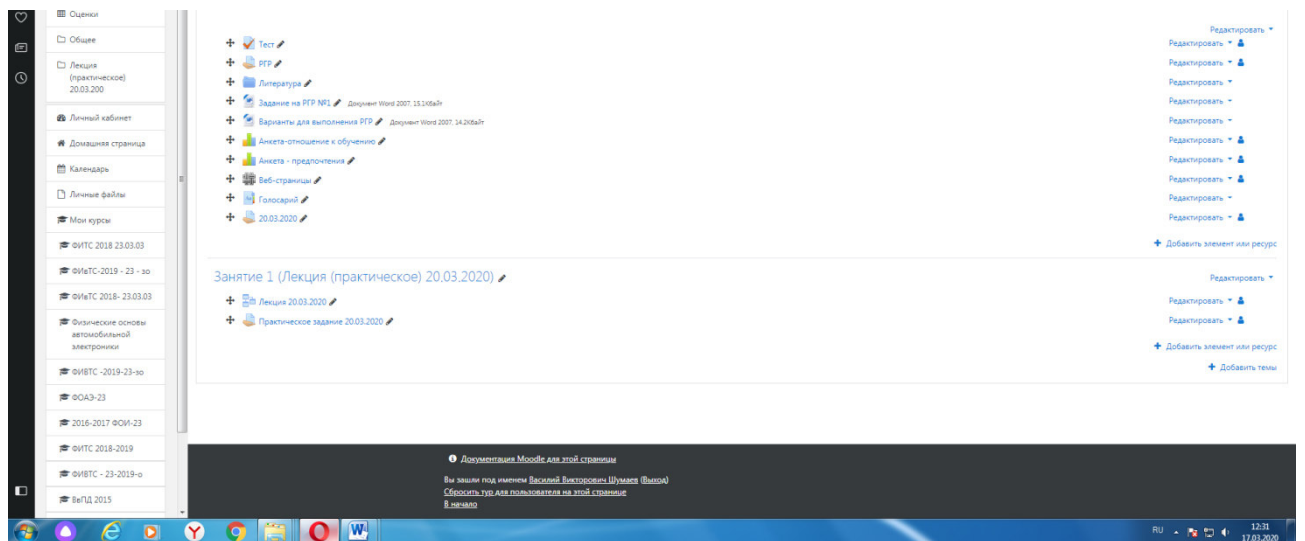 Оценки
Общее
Лекция
(практическое)
20.03.200
Личный кабинет
Домашняя страница
Календарь
Личные файлы
Мои курсы
ФИТС 2018 23.03.03
ФИвТС-2019 - 23 - зо
ФИвТС 2018- 23.03.03
Физические основы
автомобильной
электроники
ФИВТС -2019-23-зо
ФОАЭ-23
2016-2017 ФОИ-23
ФИТС 2018-2019
ФИВТС - 23-2019-о
ВвПД 2015
Редактировать
Тест Редактировать
РГР Редактировать
Литература Редактировать
Задание на РГР №1 Документ Word 2007, 15.1Кбайт Редактировать
Варианты для выполнения РГР Документ Word 2007, 14.2Кбайт Редактировать
Анкета-отношение к обучению Редактировать
Анкета - предпочтения Редактировать
Веб-страницы Редактировать
Голосарий Редактировать
20.03.2020 Редактировать
Добавить элемент или ресурс
Занятие 1 (Лекция (практическое) 20.03.2020) Редактировать
Лекция 20.03.2020 Редактировать
Практическое задание 20.03.2020 Редактировать
Добавить элемент или ресурс
Добавить темы
Документация Moodle для этой страницы
Вы зашли под именем Василий Викторович Шумаев (Выход)
Сбросить тур для пользователя на этой странице
В начало
RU 12:31
17.03.2020